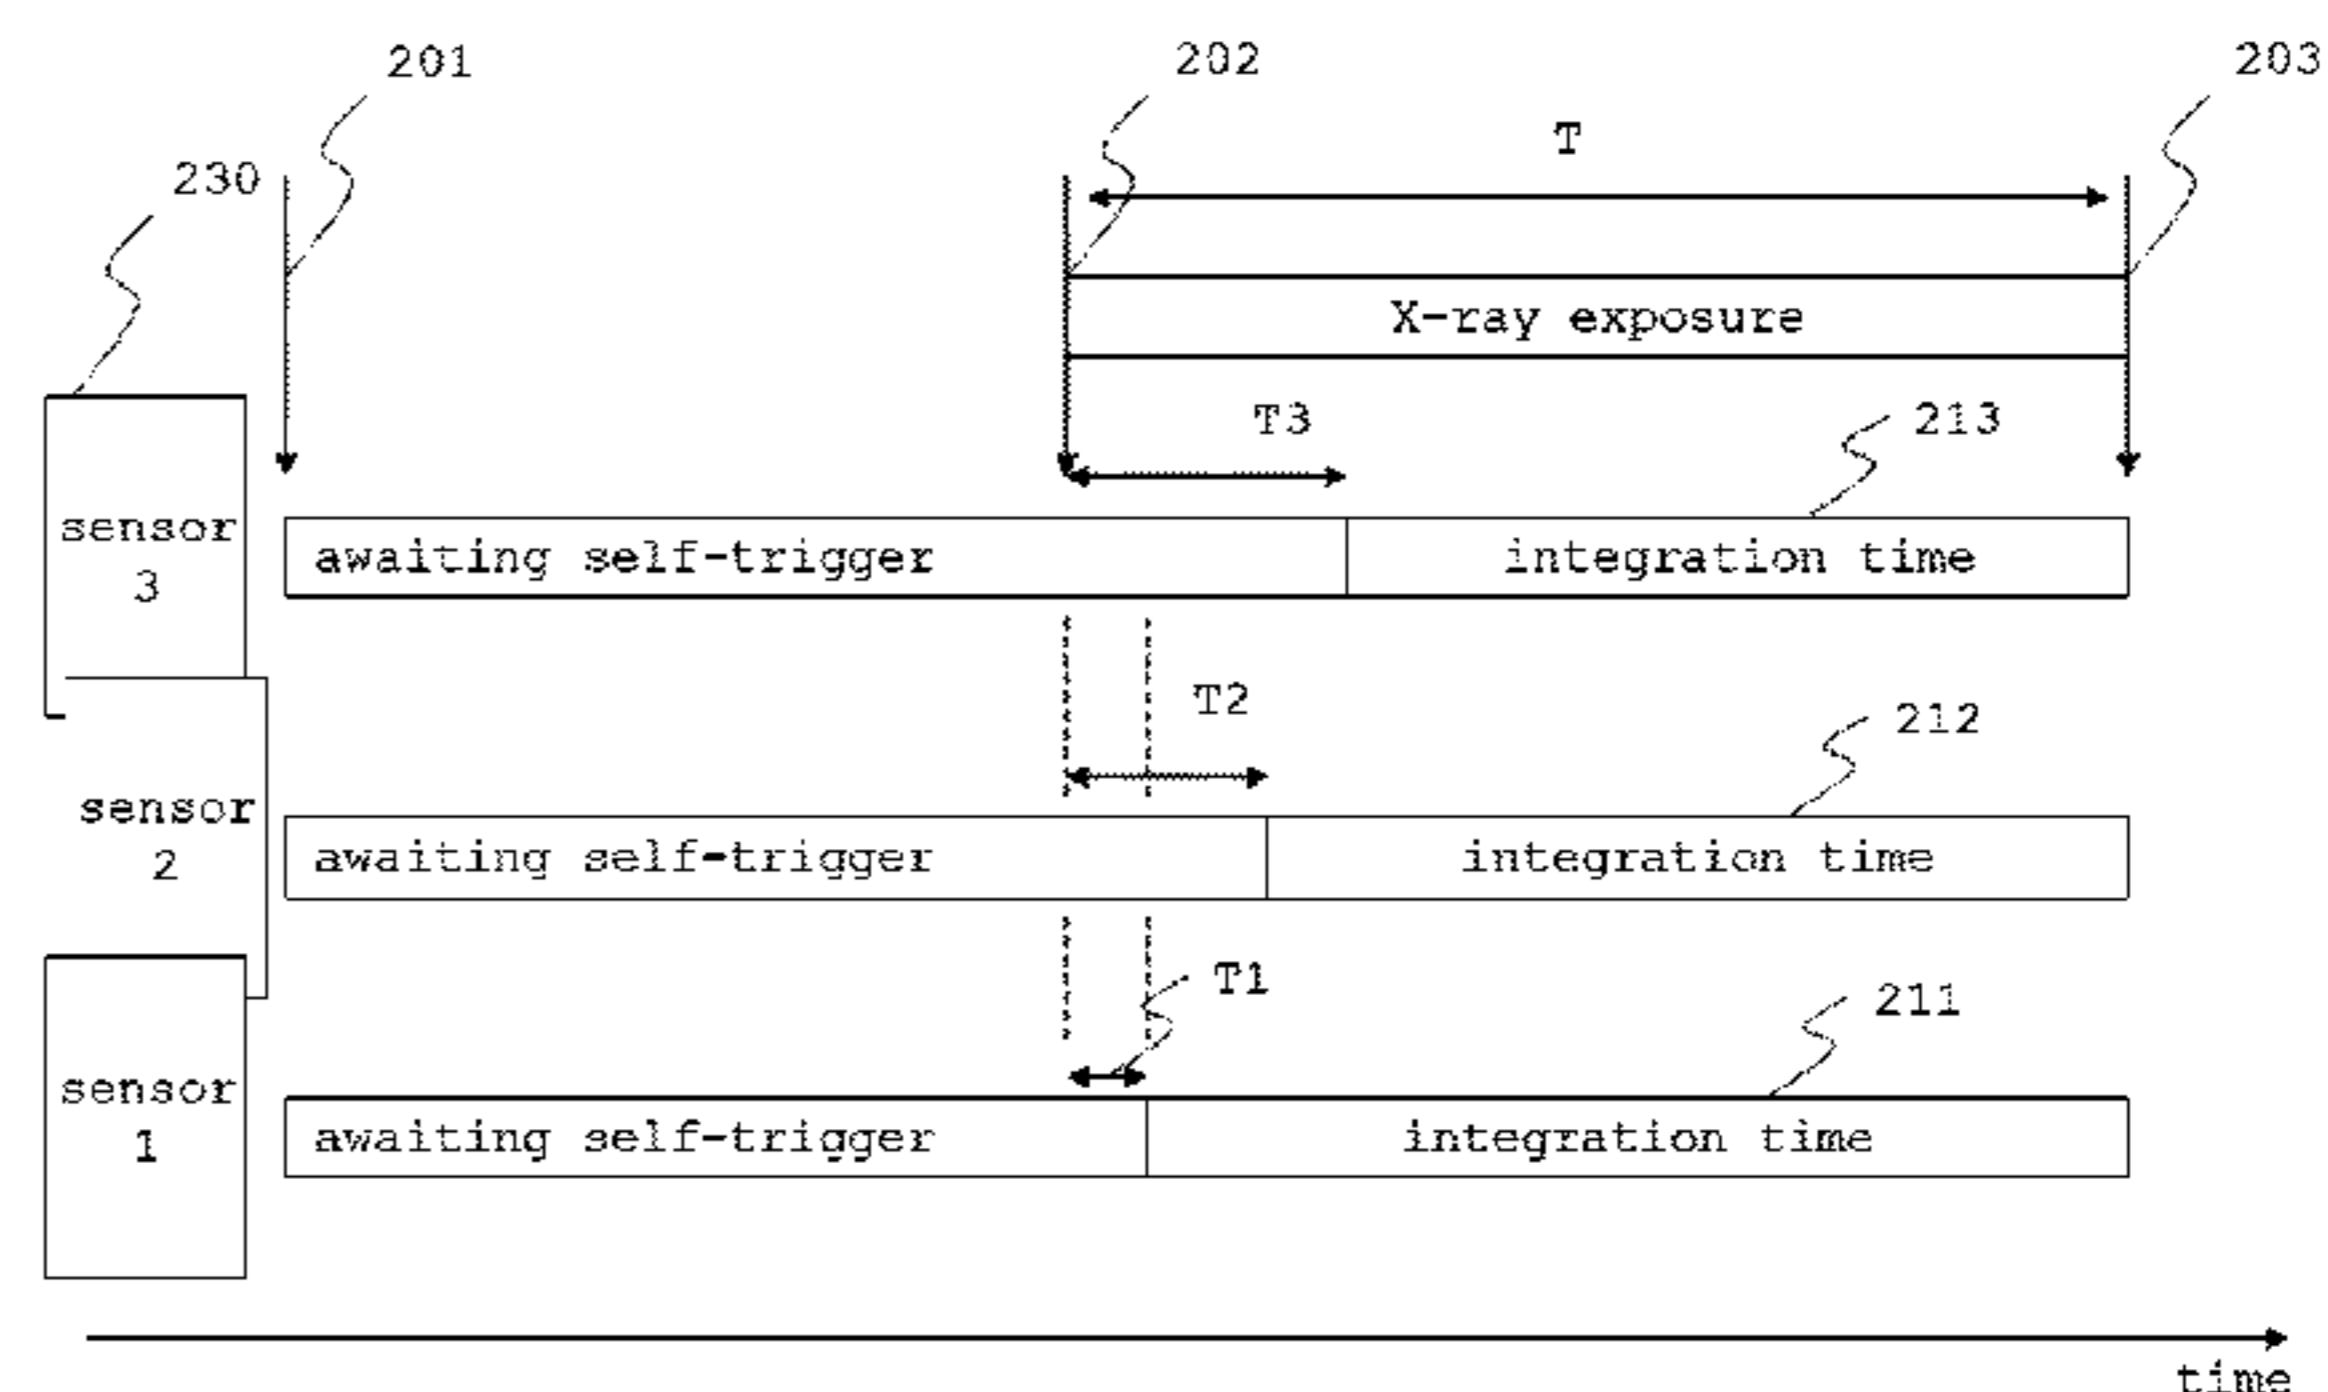 201
202
203
T
230
X-ray exposure
T3
213
sensor
3
awaiting self-trigger
integration time
T2
212
sensor
2
awaiting self-trigger
integration time
T1
211
sensor
1
awaiting self-trigger
integration time
time